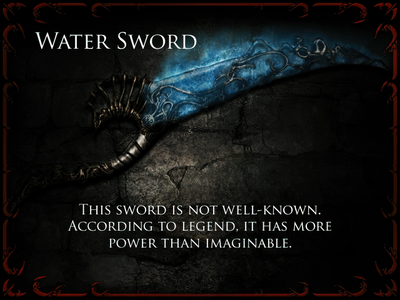 Water Sword
This sword is not well-known.
According to legend, it has more
power than imaginable.